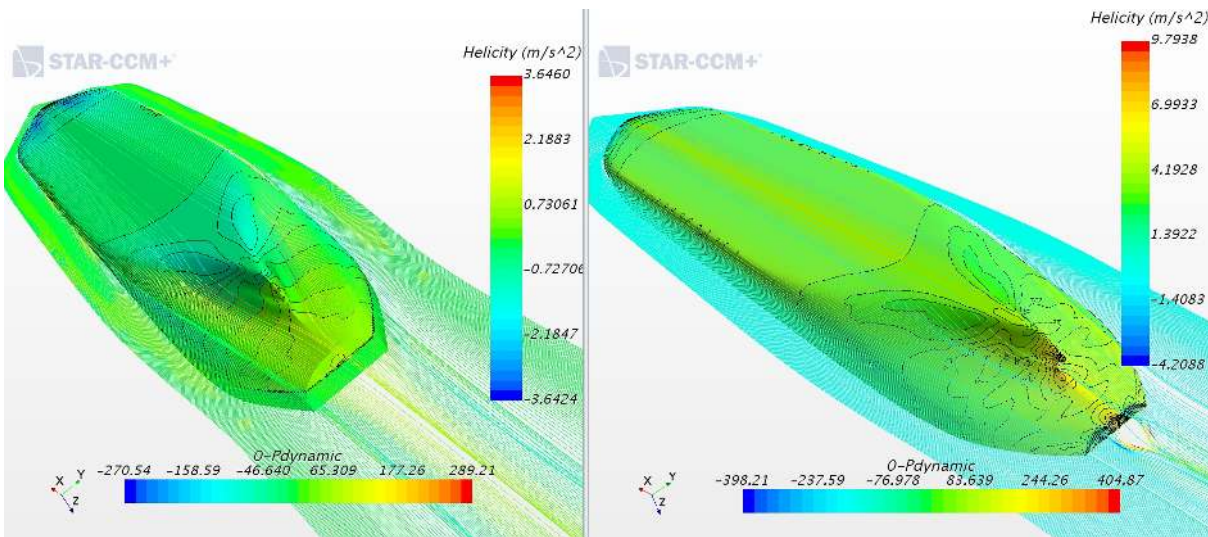 STAR-CCM+
Helicity (m/s^2)
3.6460
2.1883
0.73061
-0.72706
-2.1847
-3.6424
0-Pdynamic
-270.54 -158.59 -46.640 65.309 177.26 289.21
X Y Z
STAR-CCM+
Helicity (m/s^2)
9.7938
6.9933
4.1928
1.3922
-1.4083
-4.2088
0-Pdynamic
-398.21 -237.59 -76.978 83.639 244.26 404.87
X Y Z